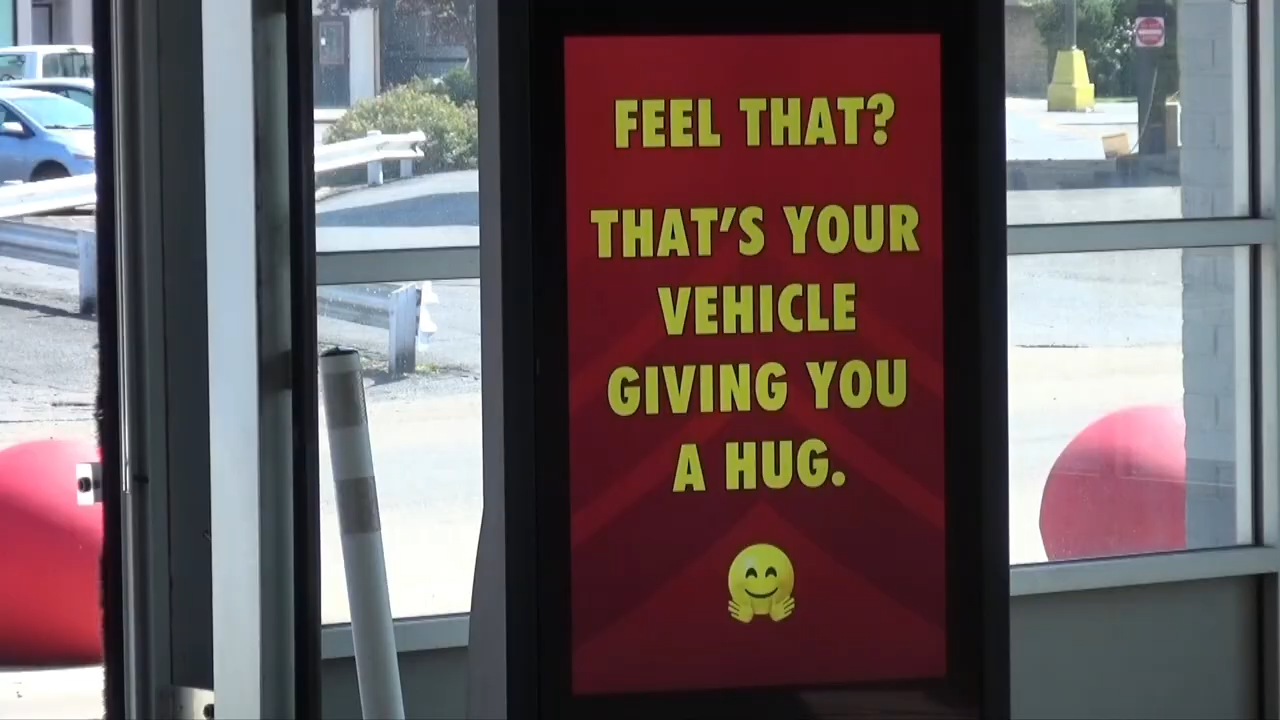 FEEL THAT?
THAT'S YOUR
VEHICLE
GIVING YOU
A HUG.